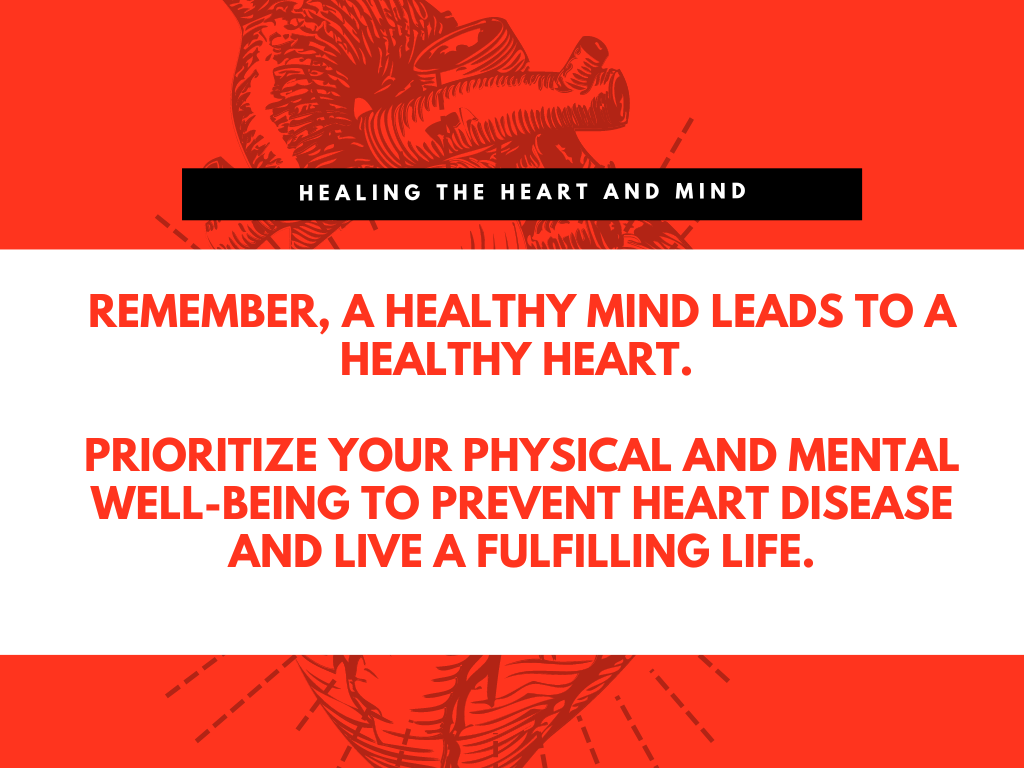 HEALING THE HEART AND MIND
REMEMBER, A HEALTHY MIND LEADS TO A
HEALTHY HEART.
PRIORITIZE YOUR PHYSICAL AND MENTAL
WELL-BEING TO PREVENT HEART DISEASE
AND LIVE A FULFILLING LIFE.